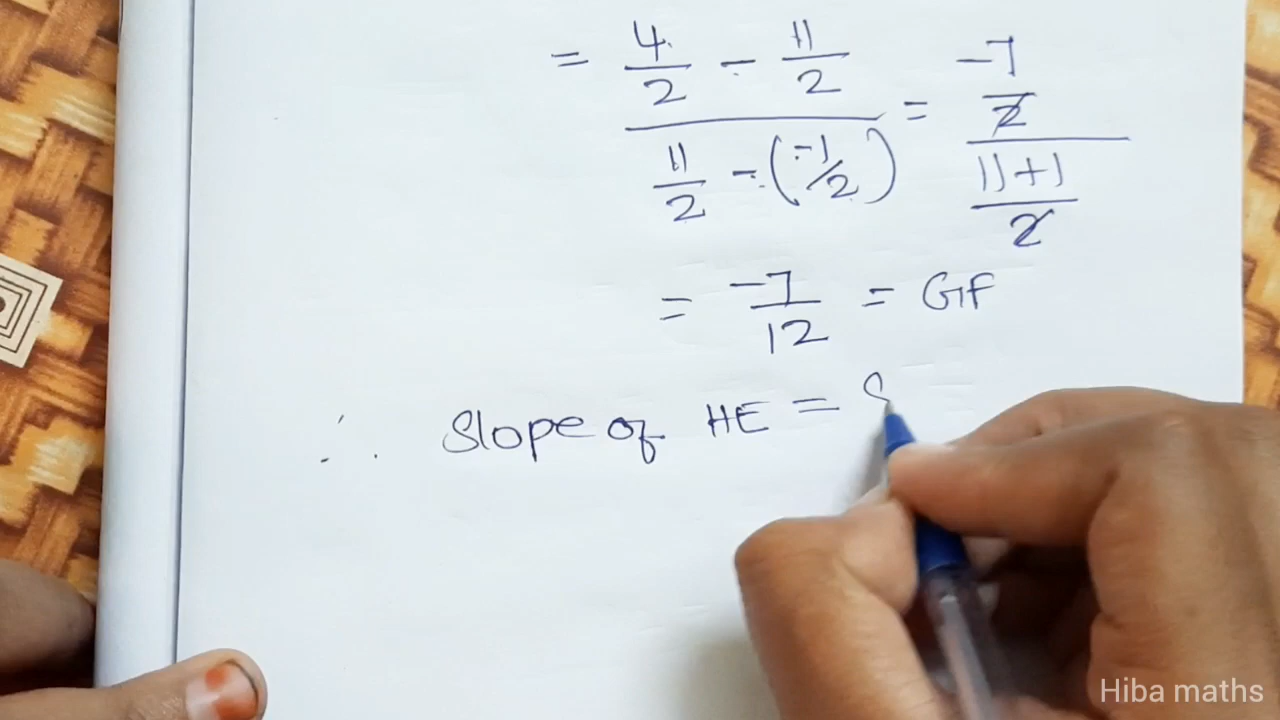 = 4/2 - 11/2 / 11/2 - (-1/2) = -7/2 / 11+1/2
= -7/12 = GF
∴ Slope of HE = S
Hiba maths